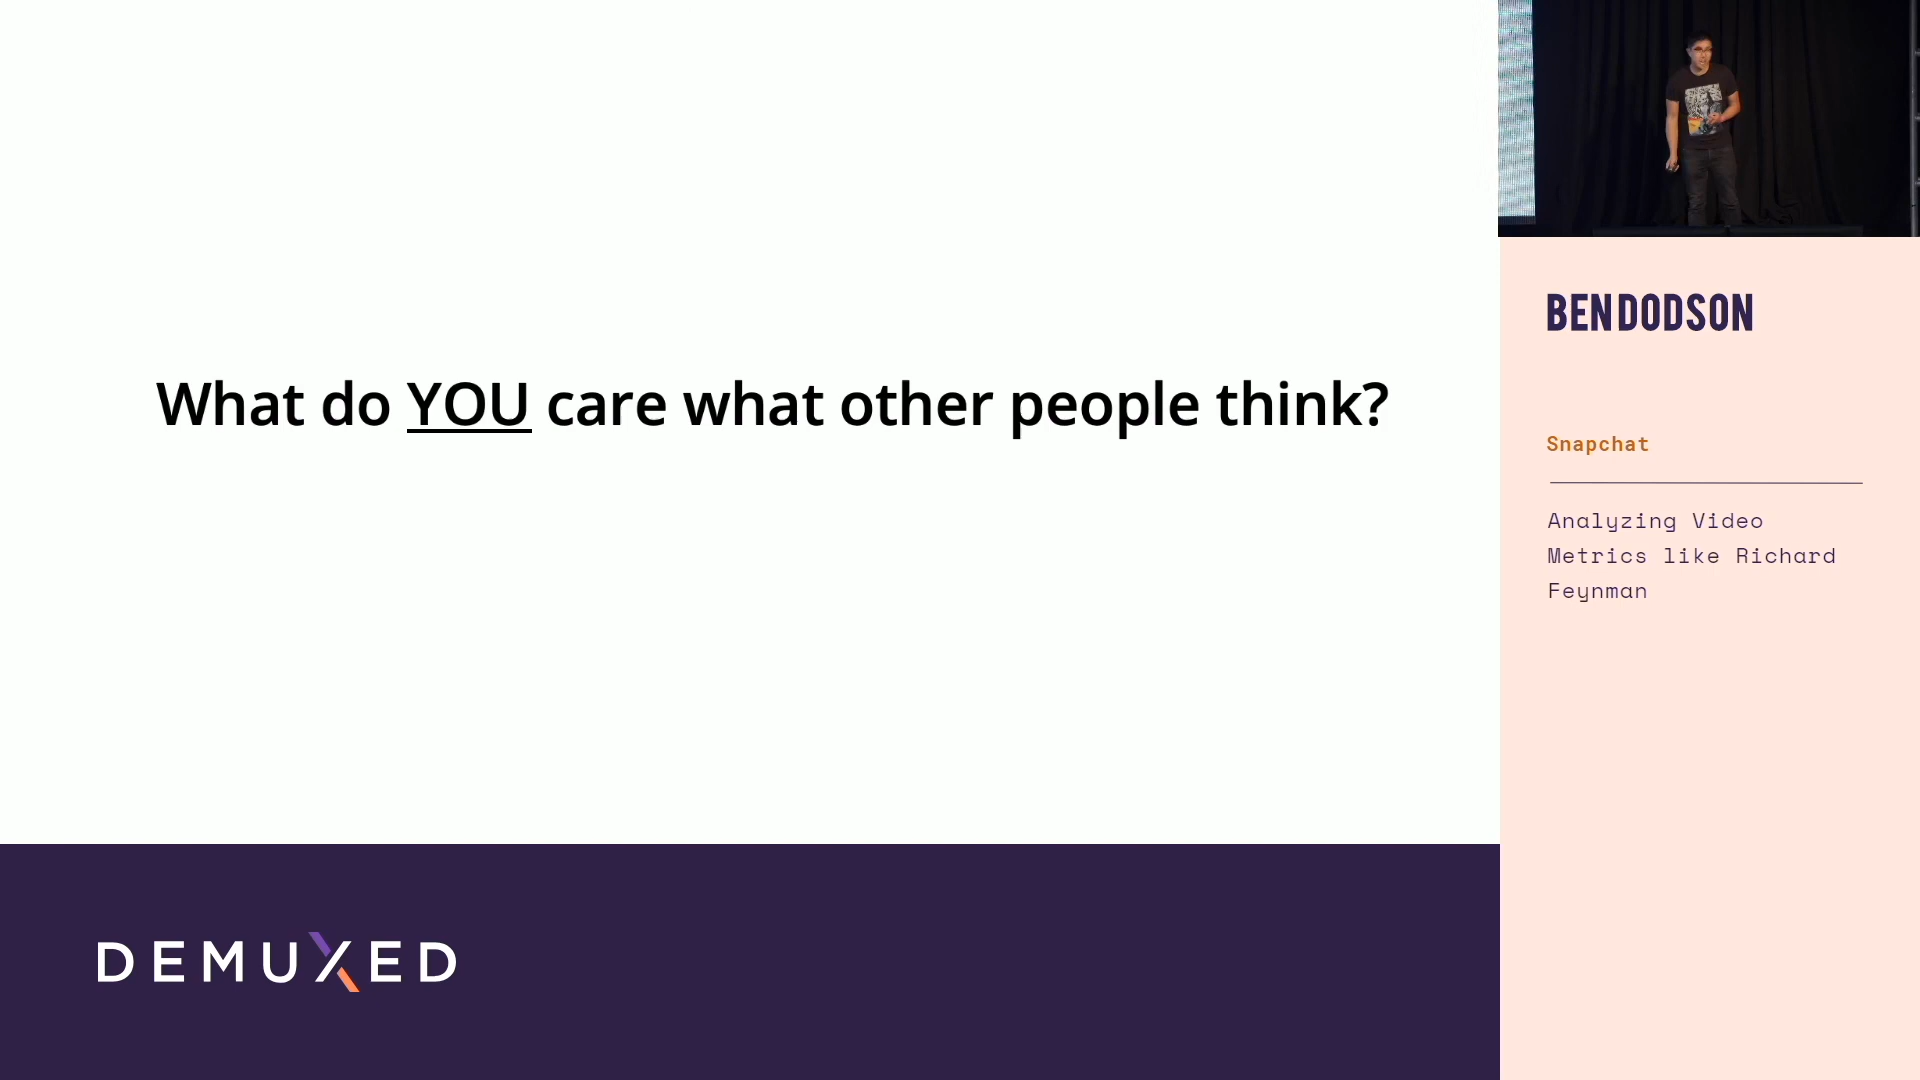 What do YOU care what other people think?
BEN DODSON
Snapchat
Analyzing Video
Metrics like Richard
Feynman
DEMUXED